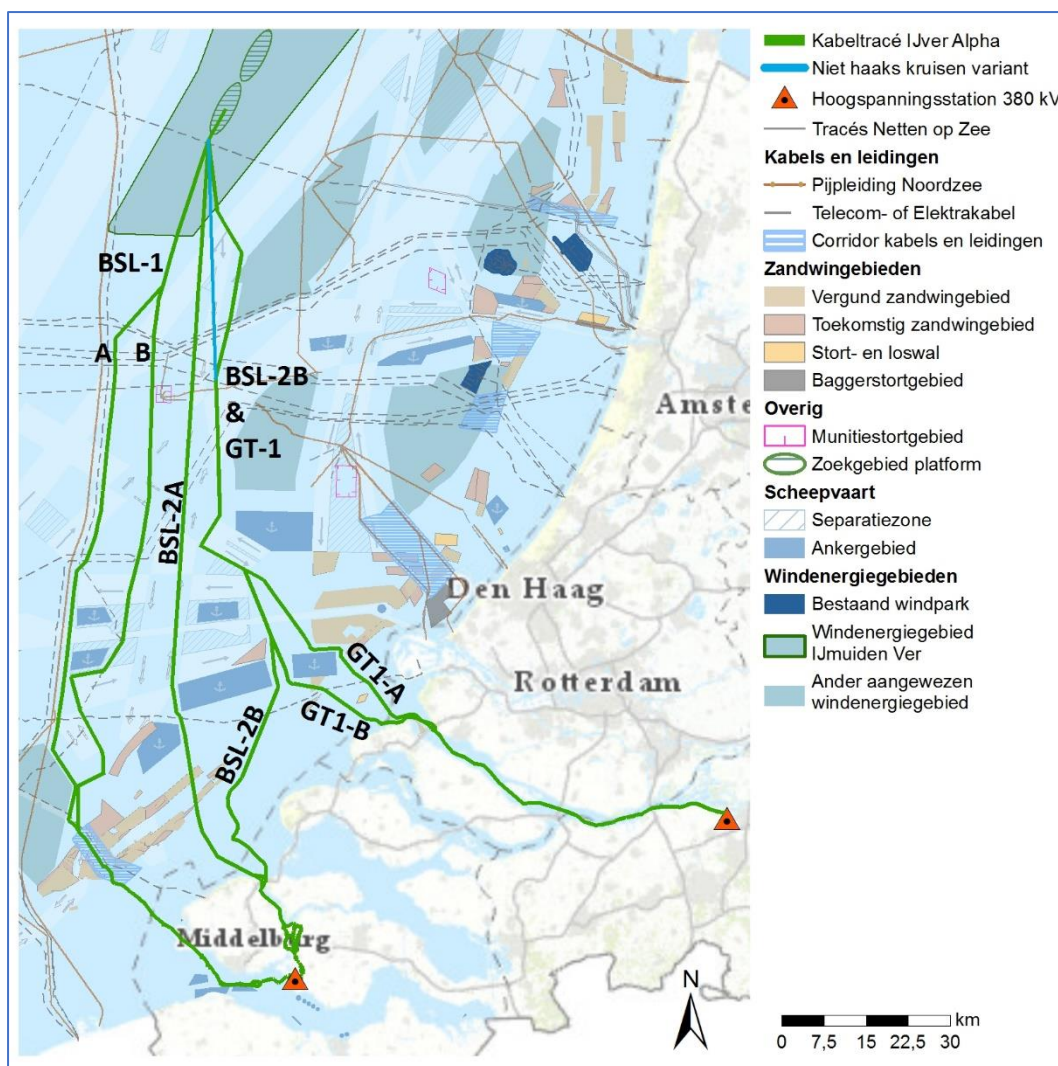 BSL-1
A
B
BSL-2B
&
GT-1
BSL-2A
BSL-2B
GT1-A
GT1-B
Amste
Den Haag
Rotterdam
Middelburg
N
Kabeltracé IJver Alpha
Niet haaks kruisen variant
Hoogspanningsstation 380 kV
Tracés Netten op Zee
Kabels en leidingen
Pijpleiding Noordzee
Telecom- of Elektrakabel
Corridor kabels en leidingen
Zandwingebieden
Vergund zandwingebied
Toekomstig zandwingebied
Stort- en loswal
Baggerstortgebied
Overig
Munitiestortgebied
Zoekgebied platform
Scheepvaart
Separatiezone
Ankergebied
Windenergiegebieden
Bestaand windpark
Windenergiegebied
IJmuiden Ver
Ander aangewezen
windenergiegebied
km
0 7,5 15 22,5 30